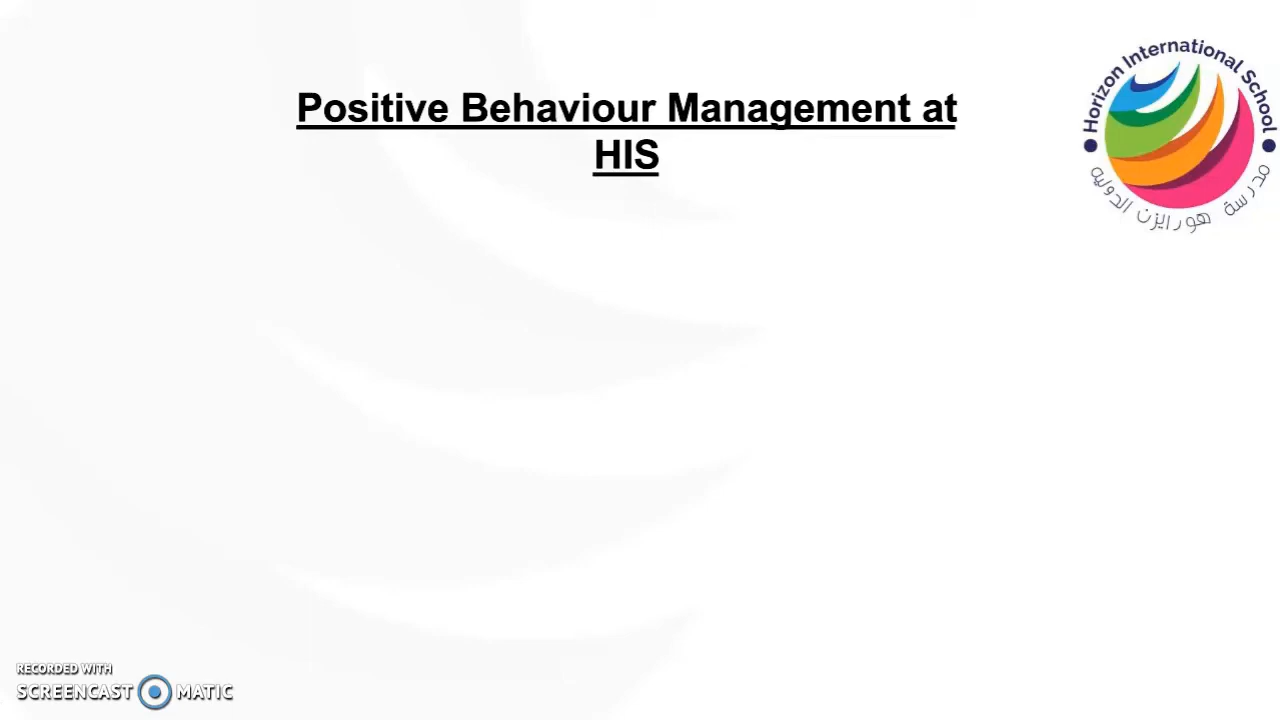 Positive Behaviour Management at
HIS
Horizon International School
مدرسة هورايزن الدولية
RECORDED WITH
SCREENCAST MATIC